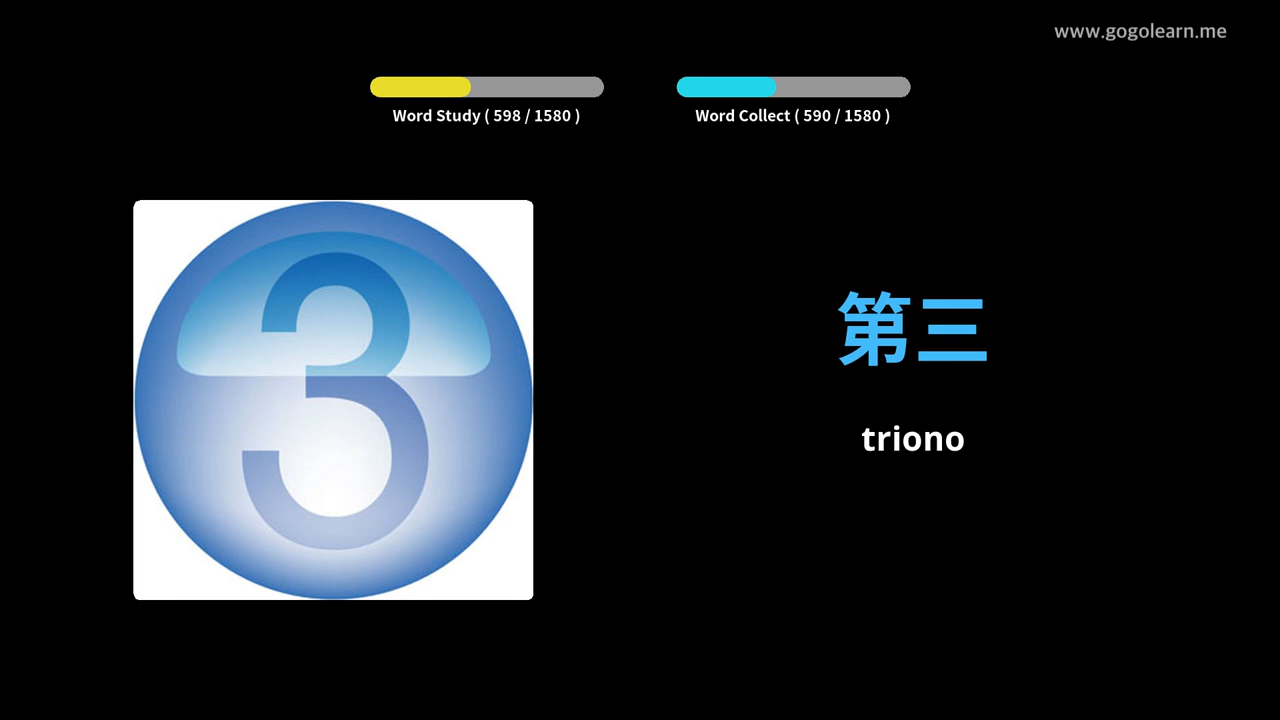 www.gogolearn.me
Word Study ( 598 / 1580 )
Word Collect ( 590 / 1580 )
3
第三
triono